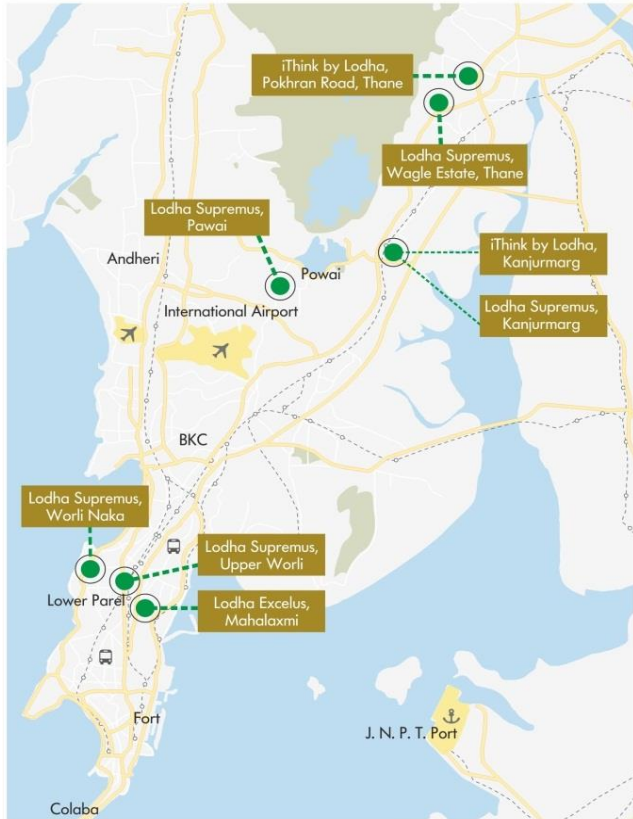 iThink by Lodha,
Pokhran Road, Thane
Lodha Supremus,
Wagle Estate, Thane
Lodha Supremus,
Pawai
Andheri
Powai
iThink by Lodha,
Kanjurmarg
International Airport
Lodha Supremus,
Kanjurmarg
BKC
Lodha Supremus,
Worli Naka
Lodha Supremus,
Upper Worli
Lower Parel
Lodha Excelus,
Mahalaxmi
Fort
J. N. P. T. Port
Colaba